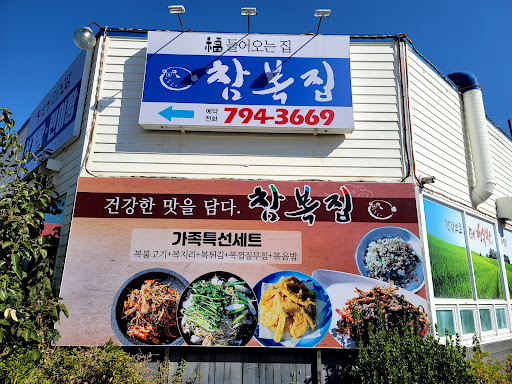 福 들어오는 집
참복집
예약
전화 794-3669
건강한 맛을 담다. 참복집
가족특선세트
복불고기+복지리+복튀김+복껍질무침+복음밥